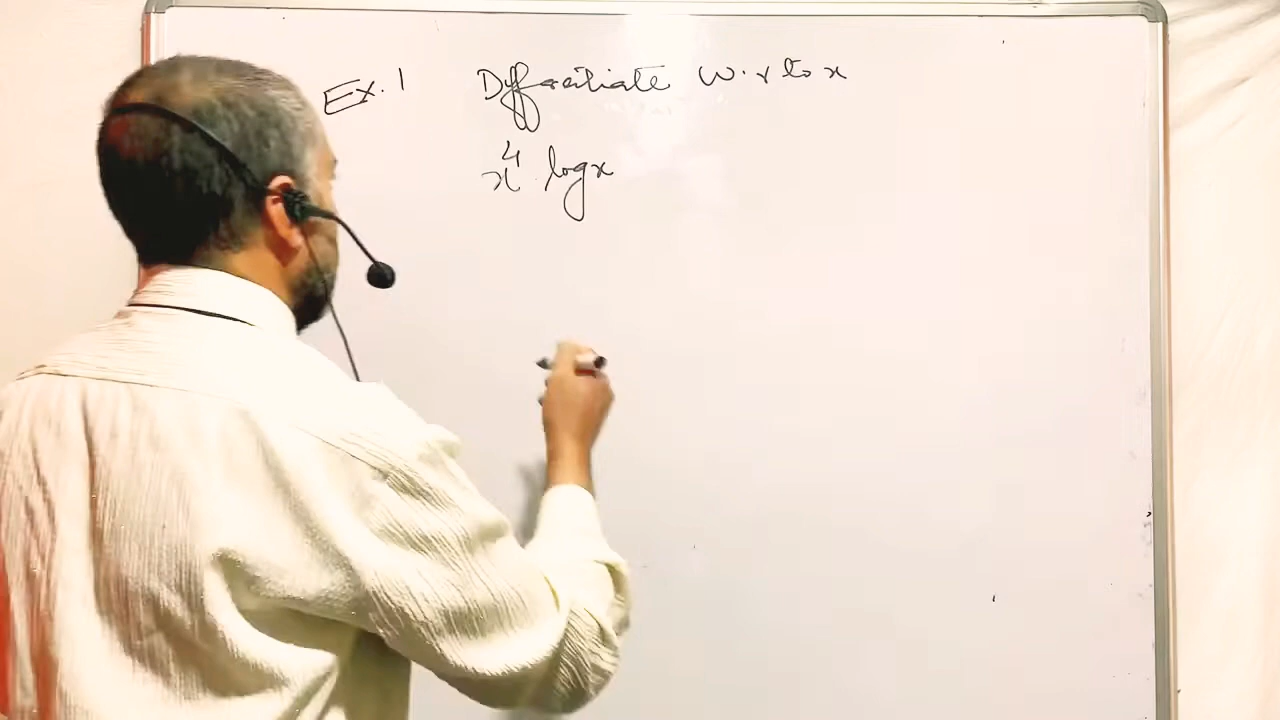 Ex. 1 Differentiate w.r to x
x⁴. log x